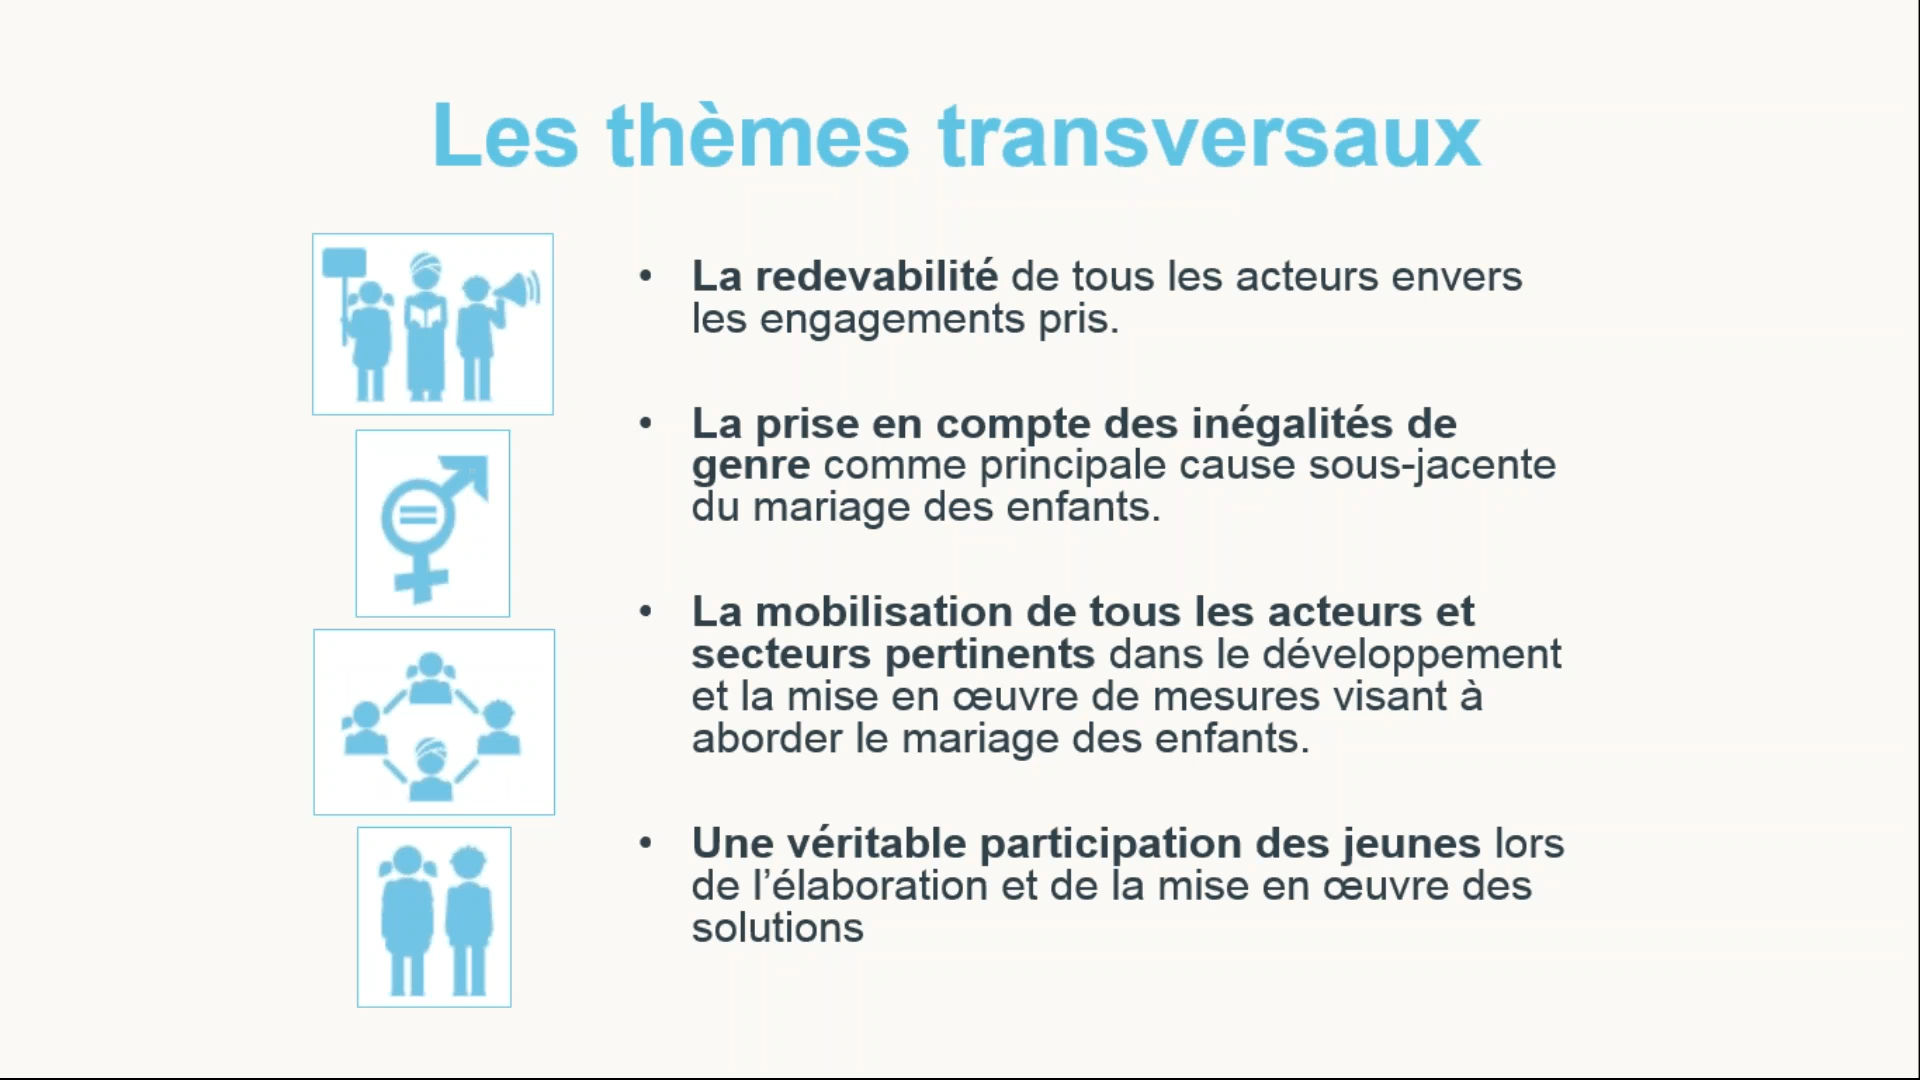 Les thèmes transversaux
• La redevabilité de tous les acteurs envers
les engagements pris.
• La prise en compte des inégalités de
genre comme principale cause sous-jacente
du mariage des enfants.
• La mobilisation de tous les acteurs et
secteurs pertinents dans le développement
et la mise en œuvre de mesures visant à
aborder le mariage des enfants.
• Une véritable participation des jeunes lors
de l’élaboration et de la mise en œuvre des
solutions